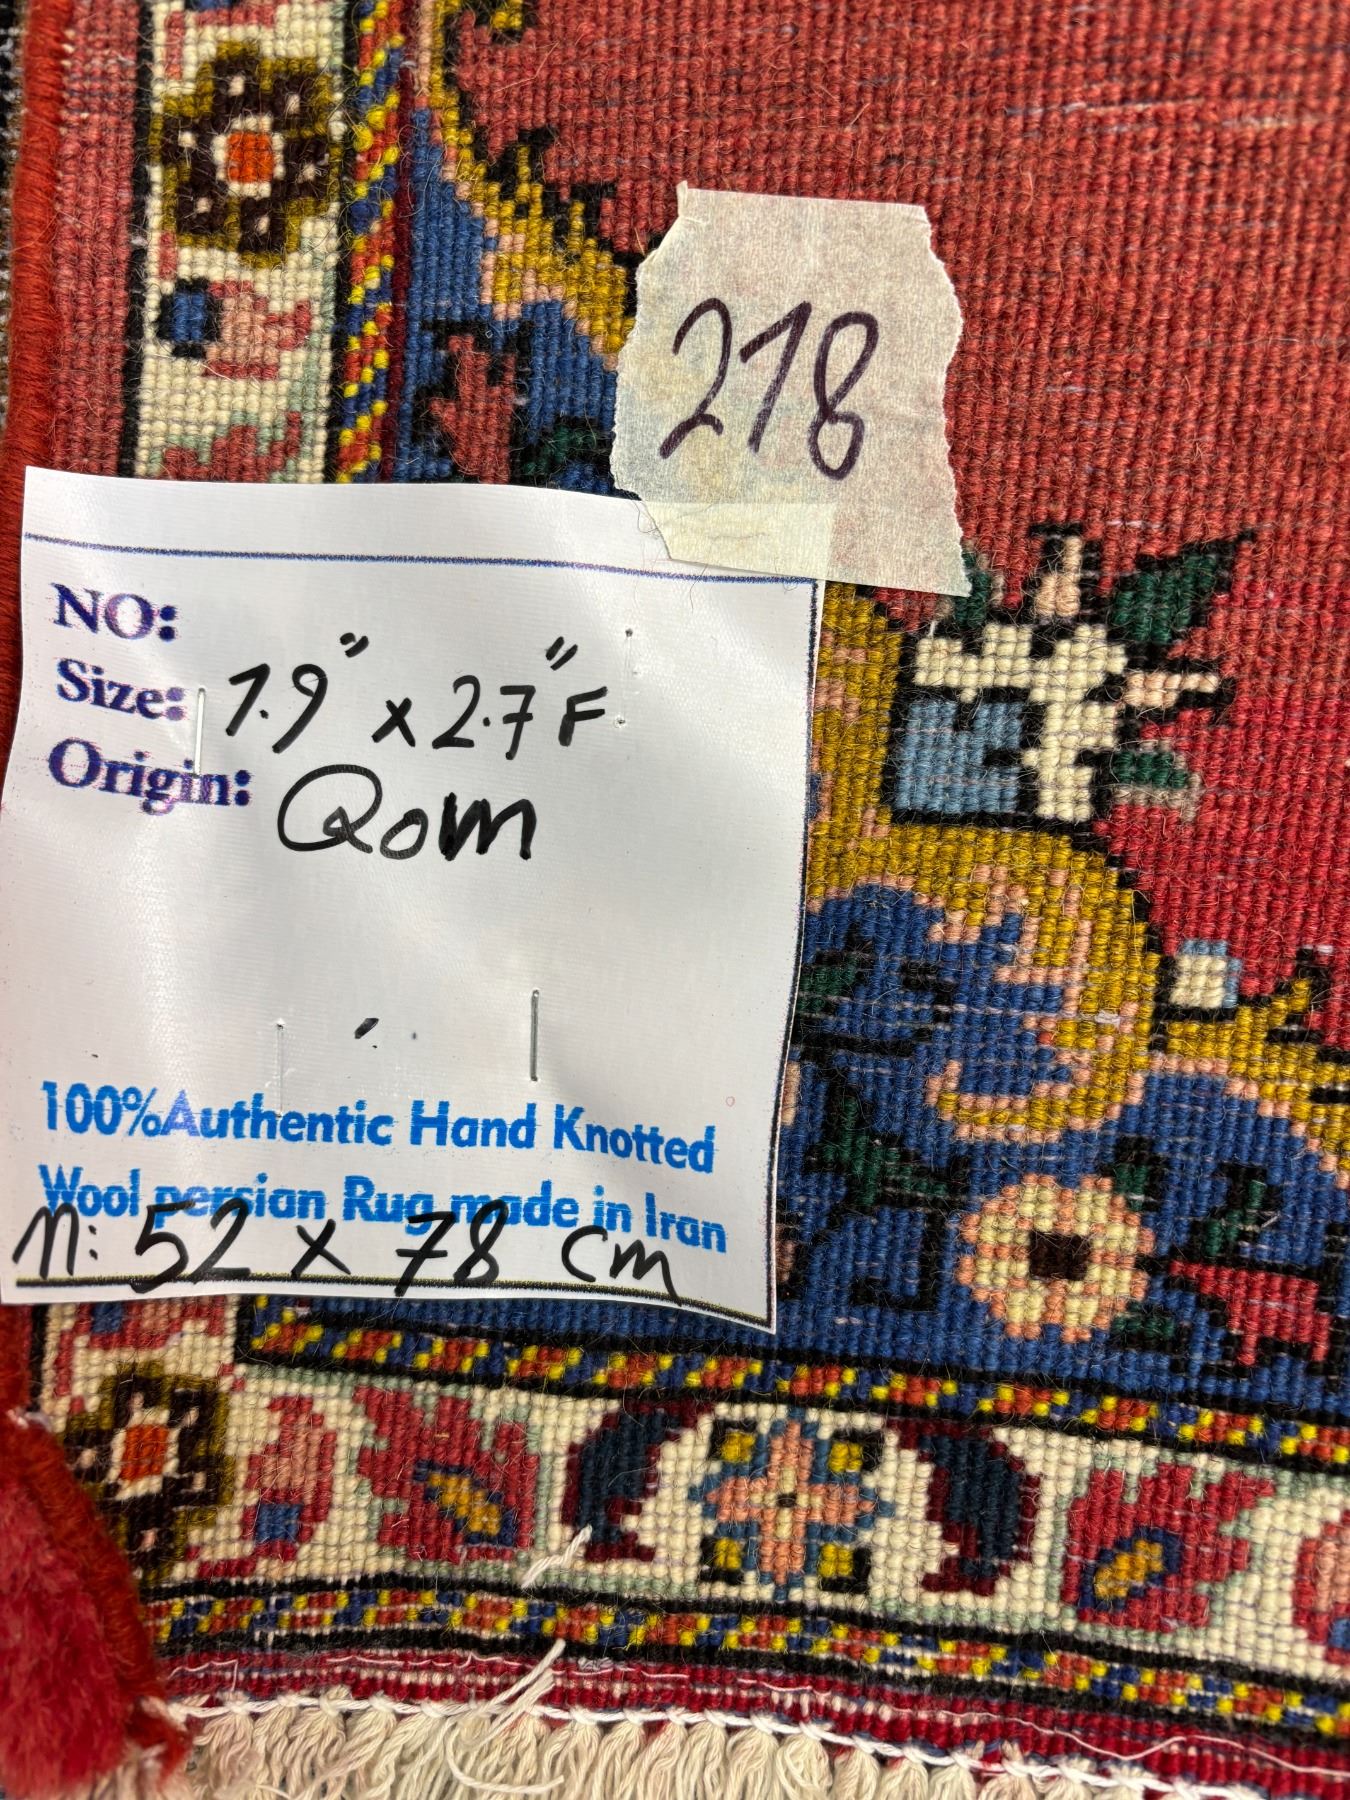 218
NO:
Size: 1.9" x 2.7" F
Origin: Qom
100%Authentic Hand Knotted
Wool persian Rug made in Iran
m: 52 x 78 cm